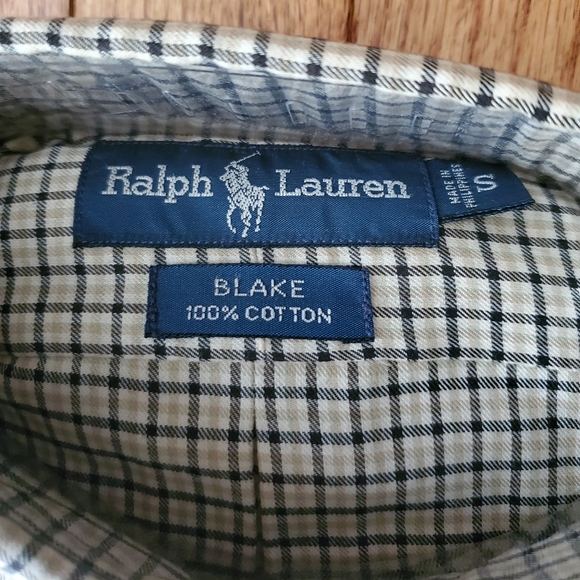 Ralph Lauren
S
MADE IN
PHILIPPINES
BLAKE
100% COTTON